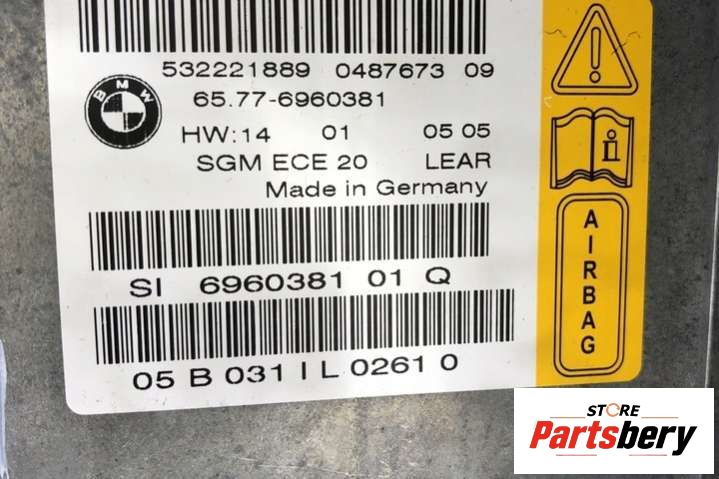 532221889 0487673 09
BMW
65.77-6960381
HW:14 01 05 05
SGM ECE 20 LEAR
Made in Germany
SI 6960381 01 Q
05 B 031 I L 0261 0
i
AIRBAG
STORE
Partsbery